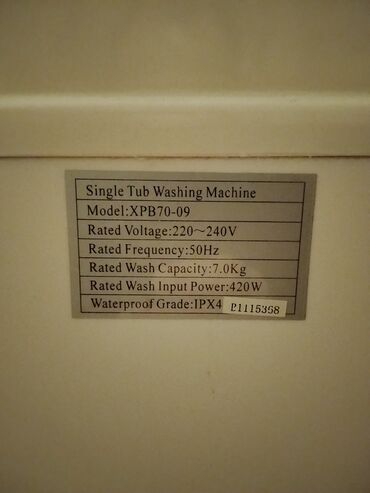 Single Tub Washing Machine
Model:XPB70-09
Rated Voltage:220～240V
Rated Frequency:50Hz
Rated Wash Capacity:7.0Kg
Rated Wash Input Power:420W
Waterproof Grade:IPX4 P1115368